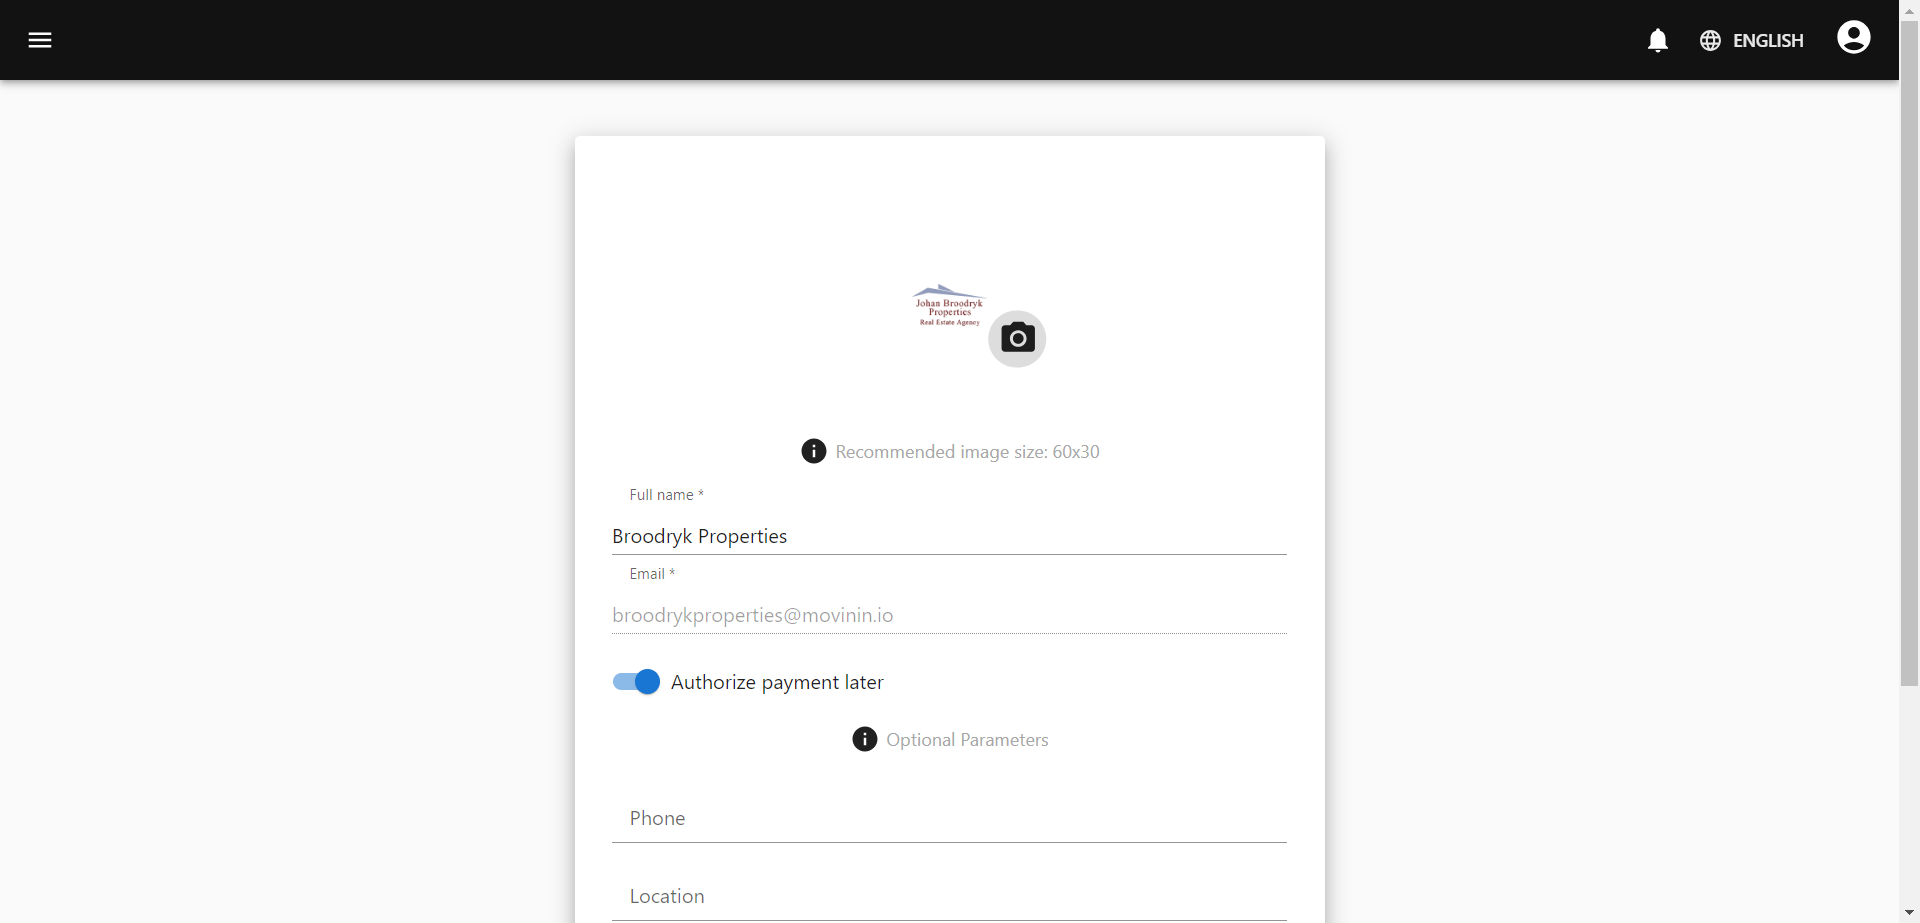 ENGLISH
Johan Broodryk
Properties
Real Estate Agency
Recommended image size: 60x30
Full name *
Broodryk Properties
Email *
broodrykproperties@movinin.io
Authorize payment later
Optional Parameters
Phone
Location